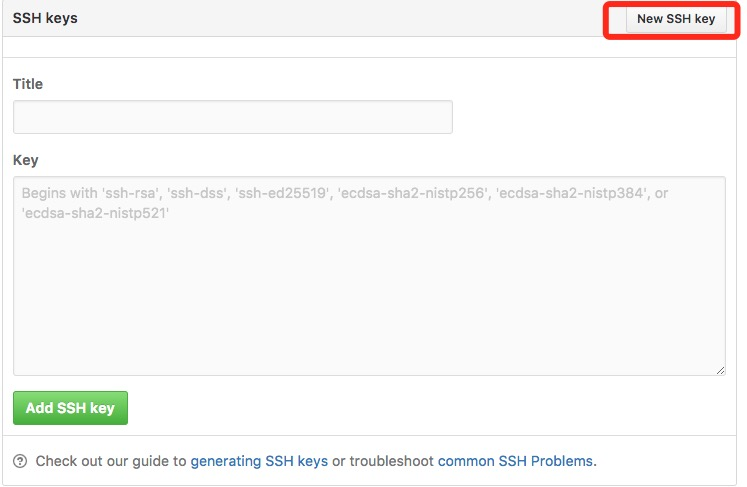 SSH keys
New SSH key
Title
Key
Begins with 'ssh-rsa', 'ssh-dss', 'ssh-ed25519', 'ecdsa-sha2-nistp256', 'ecdsa-sha2-nistp384', or
'ecdsa-sha2-nistp521'
Add SSH key
Check out our guide to generating SSH keys or troubleshoot common SSH Problems.